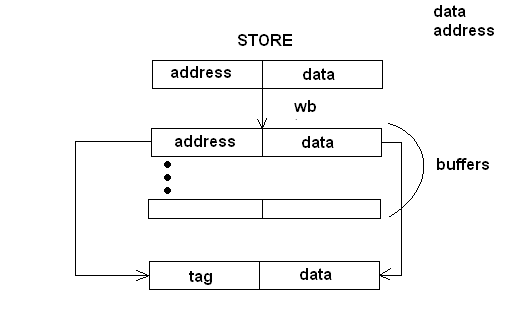 data
address
STORE
address data
wb
address data
buffers
tag data